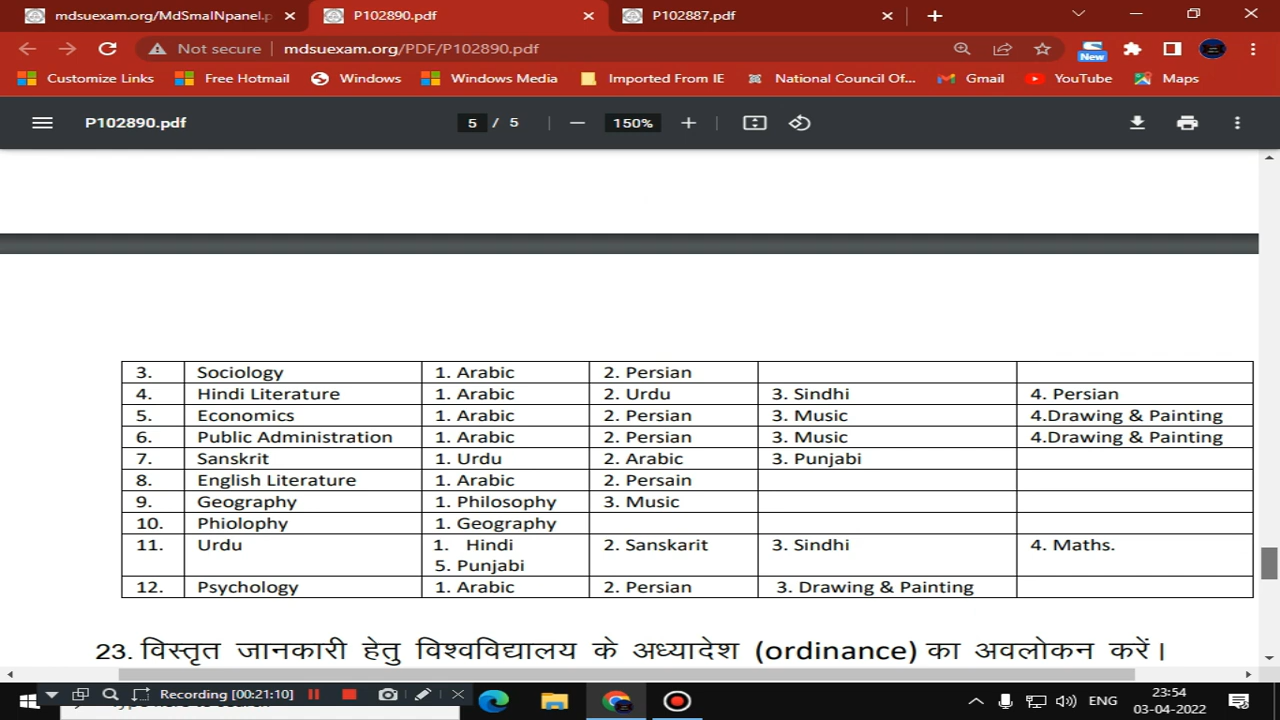 mdsuexam.org/MdSmalNpanel.p
P102890.pdf
P102887.pdf
Not secure
mdsuexam.org/PDF/P102890.pdf
New
Customize Links
Free Hotmail
Windows
Windows Media
Imported From IE
National Council Of...
Gmail
YouTube
Maps
P102890.pdf
5 / 5
150%
3. Sociology 1. Arabic 2. Persian
4. Hindi Literature 1. Arabic 2. Urdu 3. Sindhi 4. Persian
5. Economics 1. Arabic 2. Persian 3. Music 4.Drawing & Painting
6. Public Administration 1. Arabic 2. Persian 3. Music 4.Drawing & Painting
7. Sanskrit 1. Urdu 2. Arabic 3. Punjabi
8. English Literature 1. Arabic 2. Persain
9. Geography 1. Philosophy 3. Music
10. Phiolophy 1. Geography
11. Urdu 1. Hindi 2. Sanskarit 3. Sindhi 4. Maths.
5. Punjabi
12. Psychology 1. Arabic 2. Persian 3. Drawing & Painting
23. विस्तृत जानकारी हेतु विश्वविद्यालय के अध्यादेश (ordinance) का अवलोकन करें।
Recording [00:21:10]
ENG
23:54
03-04-2022